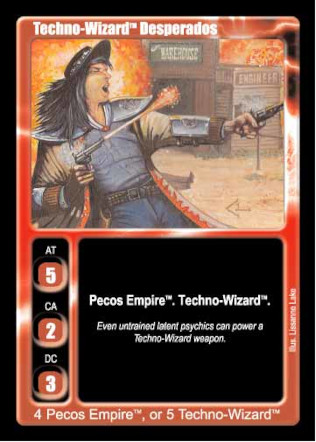 Techno-Wizard™ Desperados
WAREHOUSE
ENGINEER
AT
5
CA
2
DC
3
Pecos Empire™. Techno-Wizard™.
Even untrained latent psychics can power a
Techno-Wizard weapon.
Illus. Lissanne Lake
4 Pecos Empire™, or 5 Techno-Wizard™